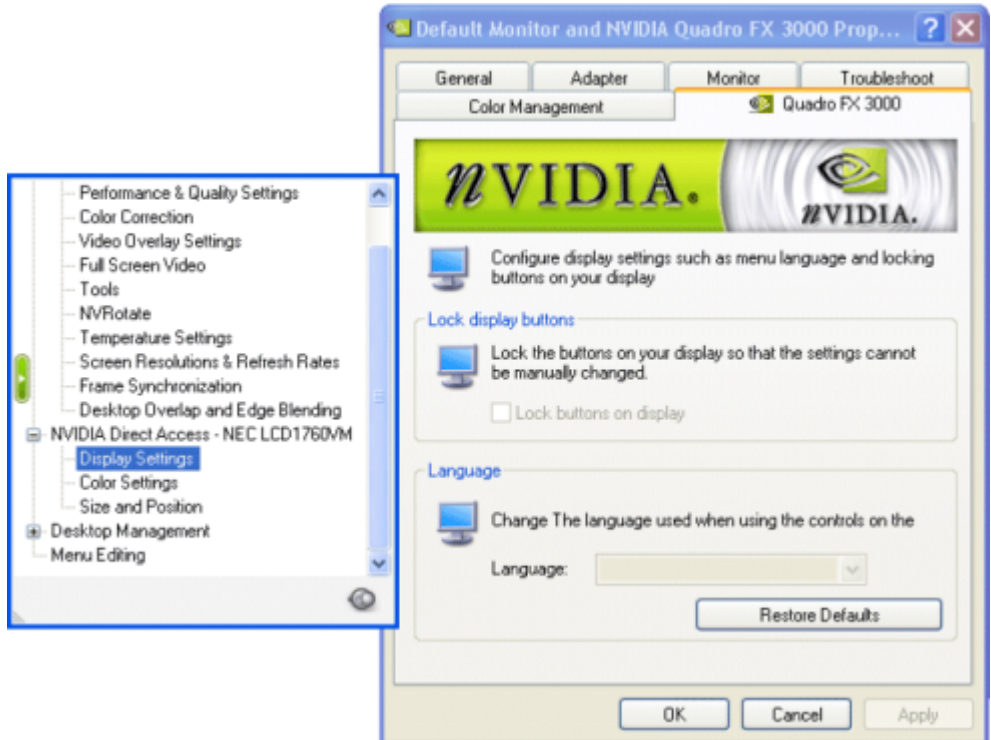 Default Monitor and NVIDIA Quadro FX 3000 Prop...
General Adapter Monitor Troubleshoot
Color Management Quadro FX 3000
nVIDIA.
nVIDIA.
Configure display settings such as menu language and locking
buttons on your display
Lock display buttons
Lock the buttons on your display so that the settings cannot
be manually changed.
Lock buttons on display
Language
Change The language used when using the controls on the
Language:
Restore Defaults
OK Cancel Apply
Performance & Quality Settings
Color Correction
Video Overlay Settings
Full Screen Video
Tools
NVRotate
Temperature Settings
Screen Resolutions & Refresh Rates
Frame Synchronization
Desktop Overlap and Edge Blending
NVIDIA Direct Access - NEC LCD1760VM
Display Settings
Color Settings
Size and Position
Desktop Management
Menu Editing